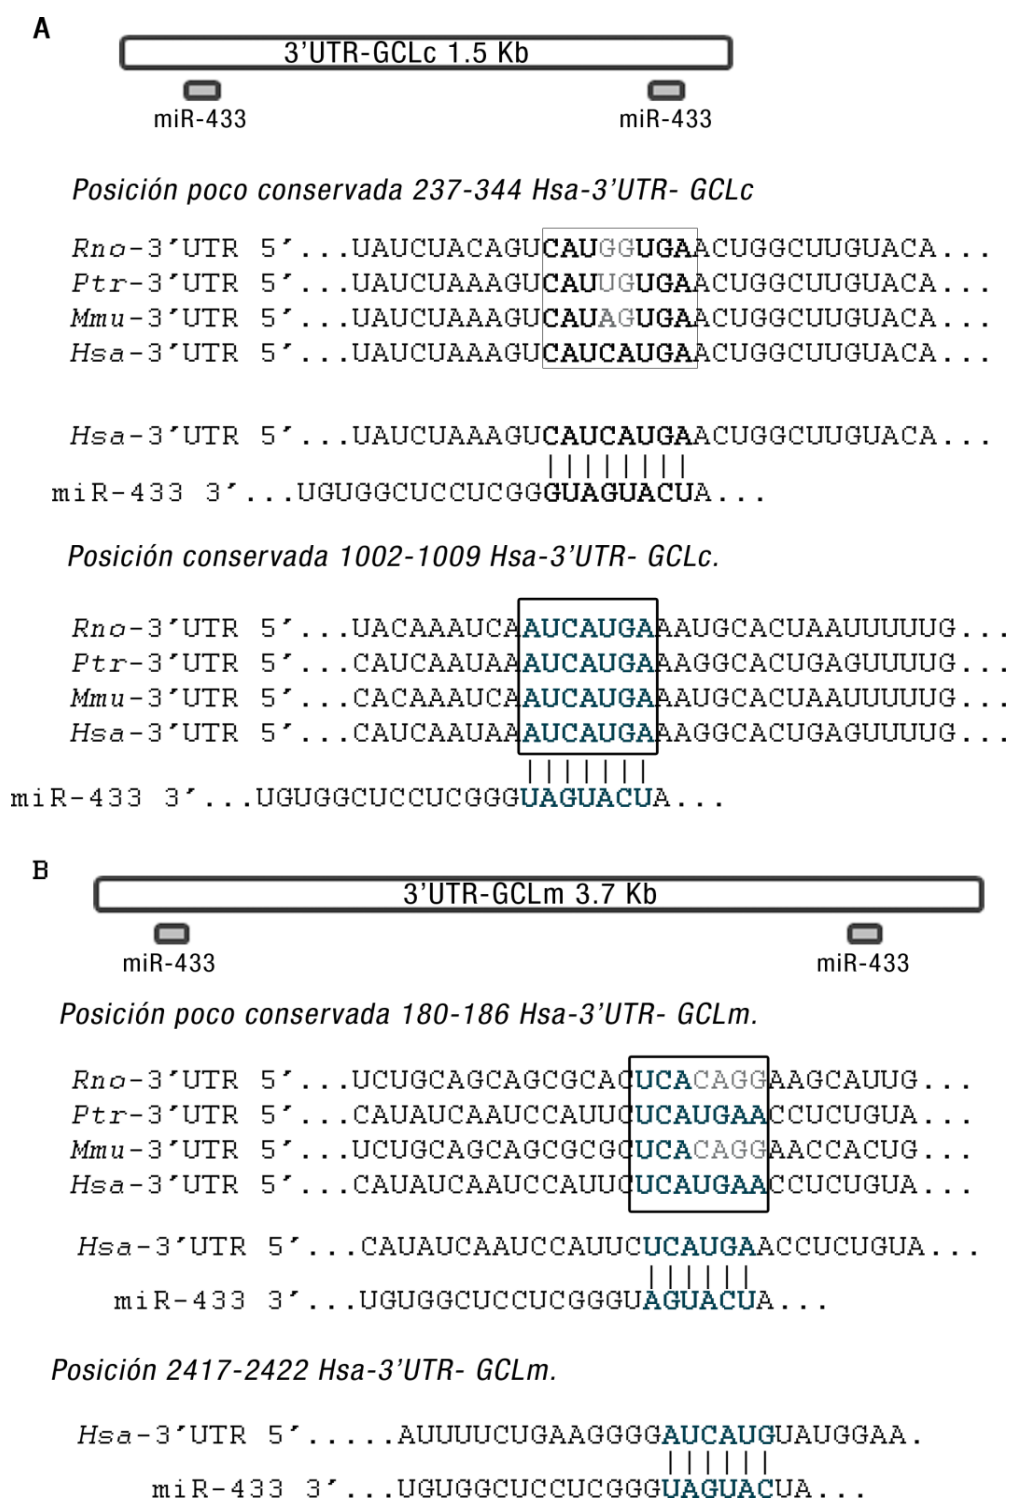 A
3'UTR-GCLc 1.5 Kb
miR-433 miR-433
Posición poco conservada 237-344 Hsa-3'UTR- GCLc
Rno-3´UTR 5´...UAUCUACAGUCAUGGUGAACUGGCUUGUACA...
Ptr-3´UTR 5´...UAUCUAAAGUCAUUGUGAACUGGCUUGUACA...
Mmu-3´UTR 5´...UAUCUAAAGUCAUAGUGAACUGGCUUGUACA...
Hsa-3´UTR 5´...UAUCUAAAGUCAUCAUGAACUGGCUUGUACA...
Hsa-3´UTR 5´...UAUCUAAAGUCAUCAUGAACUGGCUUGUACA...
miR-433 3´...UGUGGCUCCUCGGGUAGUACUA...
Posición conservada 1002-1009 Hsa-3'UTR- GCLc.
Rno-3´UTR 5´...UACAAAUCAAUCAUGAAAUGCACUAAUUUUUG...
Ptr-3´UTR 5´...CAUCAAUAAAUCAUGAAAGGCACUGAGUUUUG...
Mmu-3´UTR 5´...CACAAAUCAAUCAUGAAAUGCACUAAUUUUUG...
Hsa-3´UTR 5´...CAUCAAUAAAUCAUGAAAGGCACUGAGUUUUG...
miR-433 3´...UGUGGCUCCUCGGGUAGUACUA...
B
3'UTR-GCLm 3.7 Kb
miR-433 miR-433
Posición poco conservada 180-186 Hsa-3'UTR- GCLm.
Rno-3´UTR 5´...UCUGCAGCAGCGCACUCACAGGAAGCAUUG...
Ptr-3´UTR 5´...CAUAUCAAUCCAUUCUCAUGAACCUCUGUA...
Mmu-3´UTR 5´...UCUGCAGCAGCGCGCUCACAGGAACCACUG...
Hsa-3´UTR 5´...CAUAUCAAUCCAUUCUCAUGAACCUCUGUA...
Hsa-3´UTR 5´...CAUAUCAAUCCAUUCUCAUGAACCUCUGUA...
miR-433 3´...UGUGGCUCCUCGGGUAGUACUA...
Posición 2417-2422 Hsa-3'UTR- GCLm.
Hsa-3´UTR 5´.....AUUUUCUGAAGGGGAUCAUGUAUGGAA.
miR-433 3´...UGUGGCUCCUCGGGUAGUACUA...